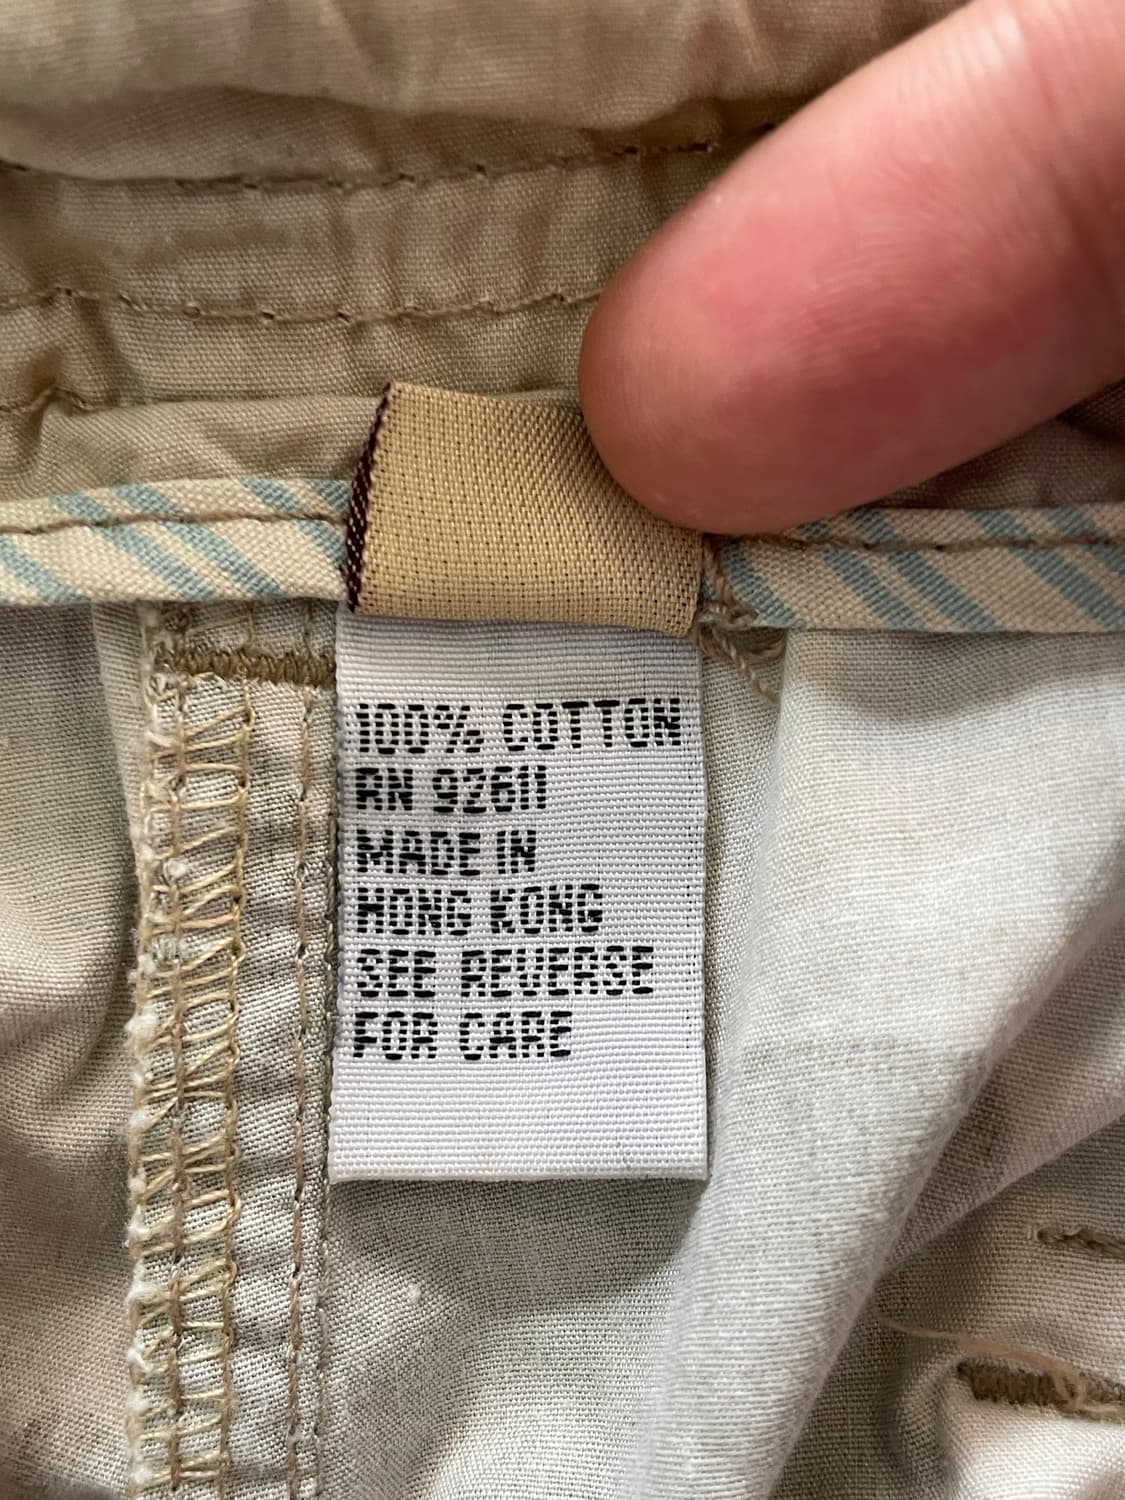 100% COTTON
RN 92611
MADE IN
HONG KONG
SEE REVERSE
FOR CARE